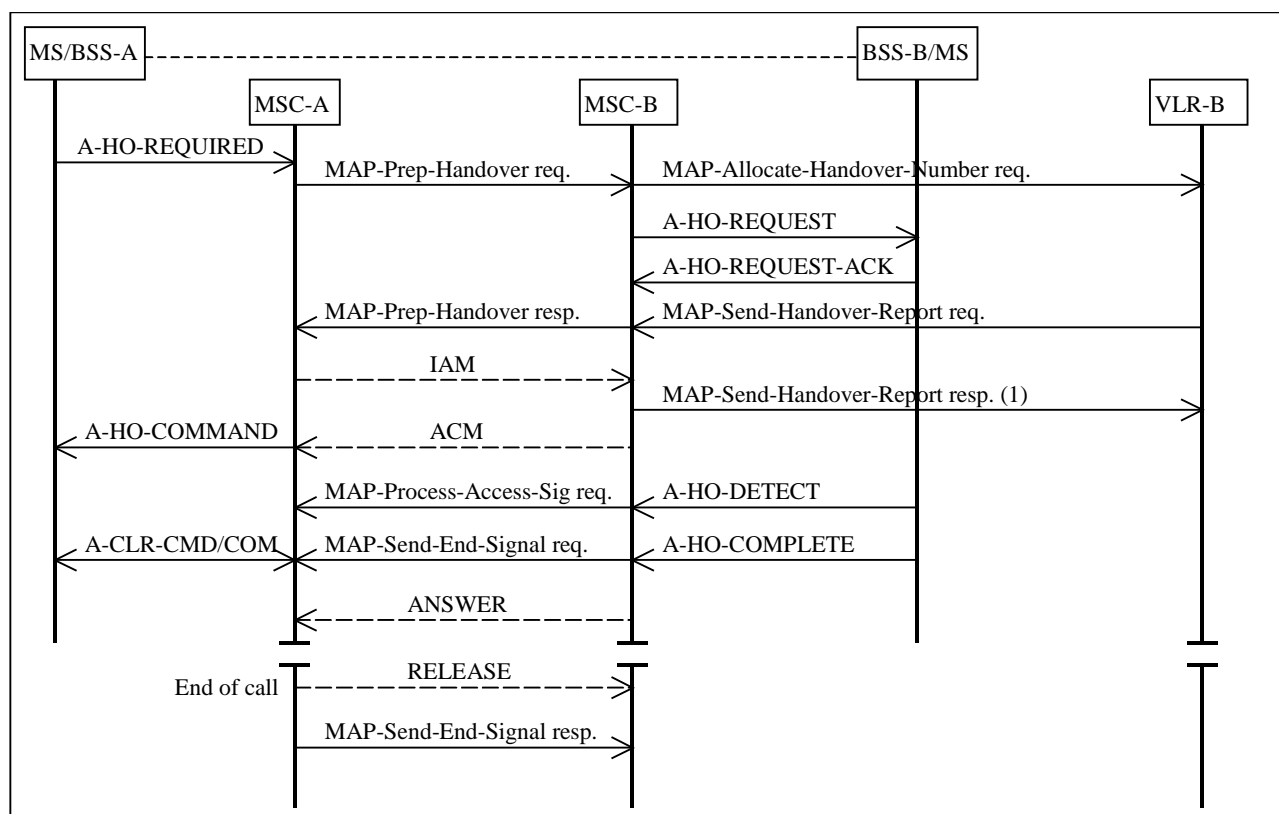 MS/BSS-A
BSS-B/MS
MSC-A
MSC-B
VLR-B
A-HO-REQUIRED
MAP-Prep-Handover req.
MAP-Allocate-Handover-Number req.
A-HO-REQUEST
A-HO-REQUEST-ACK
MAP-Prep-Handover resp.
MAP-Send-Handover-Report req.
IAM
MAP-Send-Handover-Report resp. (1)
A-HO-COMMAND
ACM
MAP-Process-Access-Sig req.
A-HO-DETECT
A-CLR-CMD/COM
MAP-Send-End-Signal req.
A-HO-COMPLETE
ANSWER
End of call
RELEASE
MAP-Send-End-Signal resp.